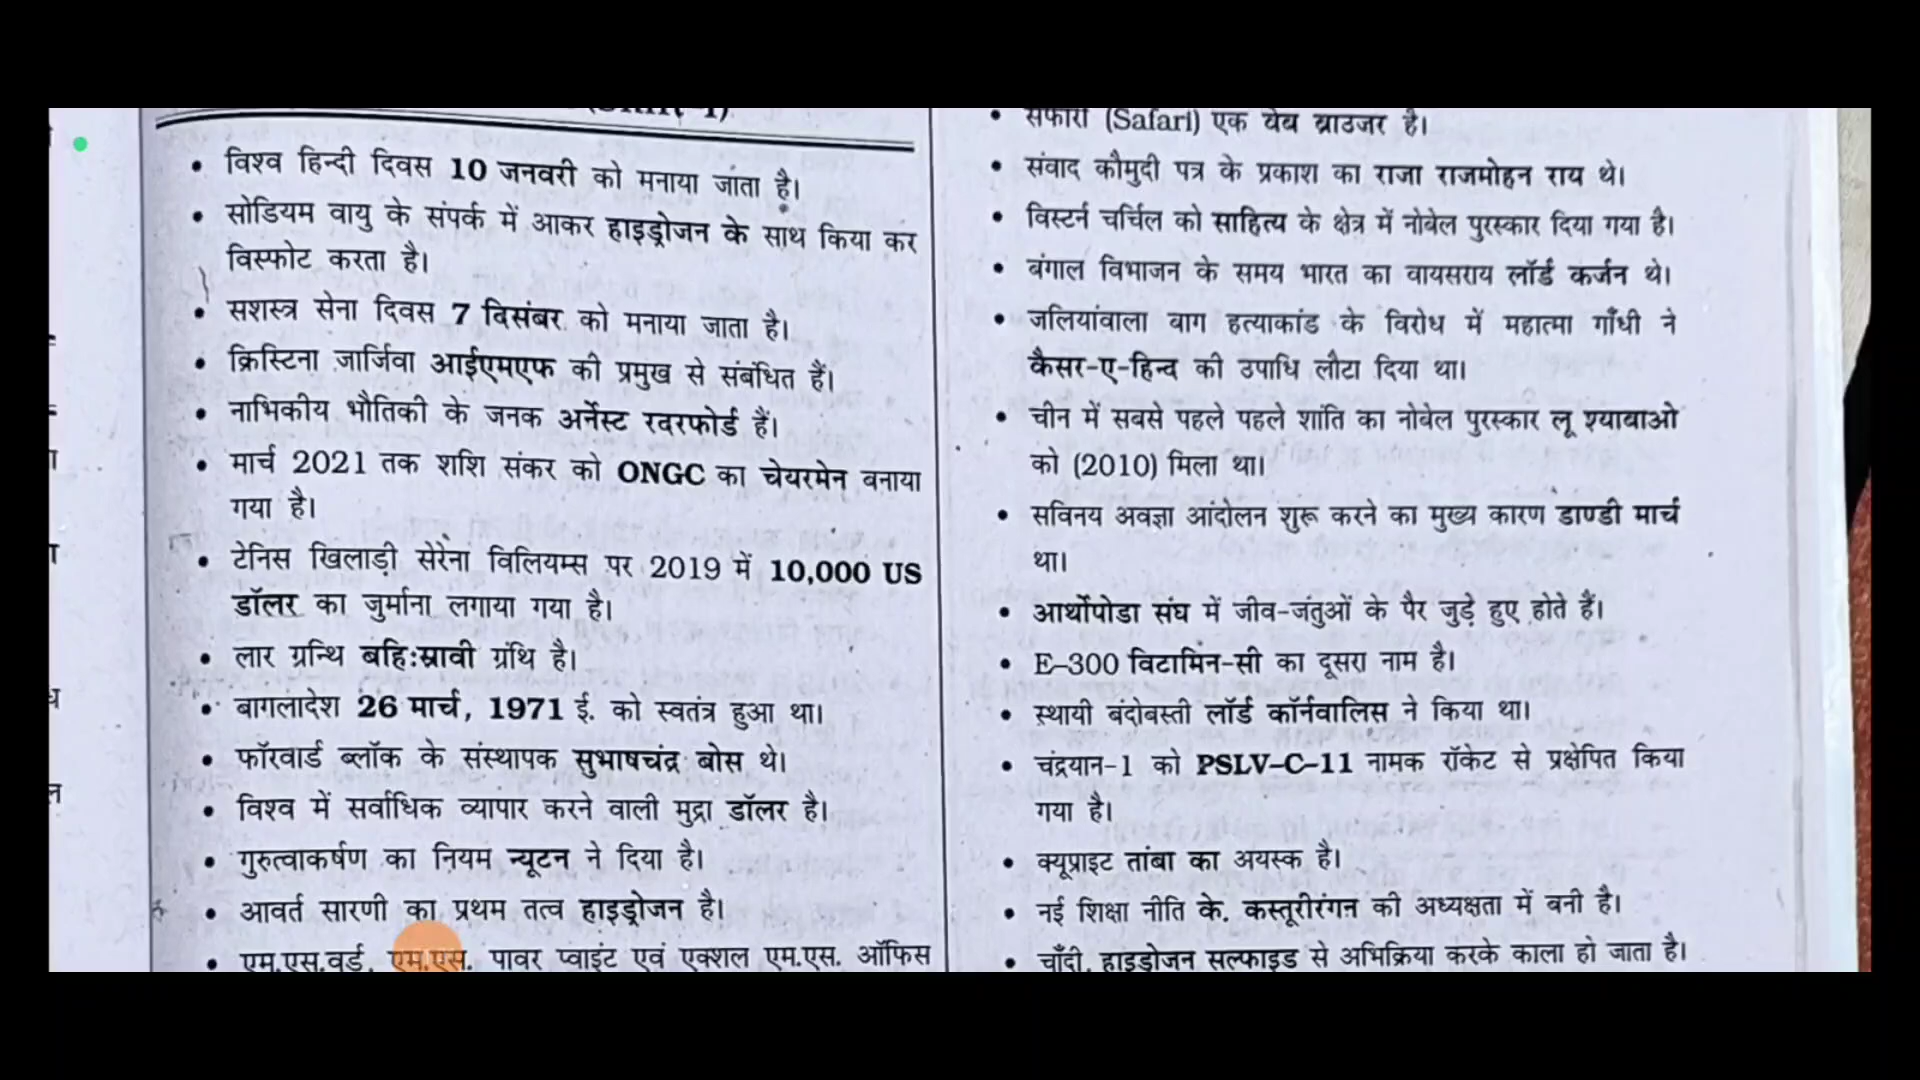 • विश्व हिन्दी दिवस 10 जनवरी को मनाया जाता है।
• सोडियम वायु के संपर्क में आकर हाइड्रोजन के साथ किया कर
विस्फोट करता है।
• सशस्त्र सेना दिवस 7 दिसंबर को मनाया जाता है।
• क्रिस्टिना जार्जिवा आईएमएफ की प्रमुख से संबंधित हैं।
• नाभिकीय भौतिकी के जनक अर्नेस्ट रदरफोर्ड हैं।
• मार्च 2021 तक शशि संकर को ONGC का चेयरमेन बनाया
गया है।
• टेनिस खिलाड़ी सेरेना विलियम्स पर 2019 में 10,000 US
डॉलर का जुर्माना लगाया गया है।
• लार ग्रन्थि बहिःस्रावी ग्रंथि है।
• बागलादेश 26 मार्च, 1971 ई. को स्वतंत्र हुआ था।
• फॉरवार्ड ब्लॉक के संस्थापक सुभाषचंद्र बोस थे।
• विश्व में सर्वाधिक व्यापार करने वाली मुद्रा डॉलर है।
• गुरुत्वाकर्षण का नियम न्यूटन ने दिया है।
• आवर्त सारणी का प्रथम तत्व हाइड्रोजन है।
• एम.एस.वर्ड, एम.एस. पावर प्वाइंट एवं एक्शल एम.एस. ऑफिस
• सफारी (Safari) एक वेब ब्राउजर है।
• संवाद कौमुदी पत्र के प्रकाश का राजा राजमोहन राय थे।
• विस्टर्न चर्चिल को साहित्य के क्षेत्र में नोबेल पुरस्कार दिया गया है।
• बंगाल विभाजन के समय भारत का वायसराय लॉर्ड कर्जन थे।
• जलियांवाला बाग हत्याकांड के विरोध में महात्मा गाँधी ने
कैसर-ए-हिन्द की उपाधि लौटा दिया था।
• चीन में सबसे पहले पहले शांति का नोबेल पुरस्कार लू श्याबाओ
को (2010) मिला था।
• सविनय अवज्ञा आंदोलन शुरू करने का मुख्य कारण डाण्डी मार्च
था।
• आर्थोपोडा संघ में जीव-जंतुओं के पैर जुड़े हुए होते हैं।
• E-300 विटामिन-सी का दूसरा नाम है।
• स्थायी बंदोबस्ती लॉर्ड कॉर्नवालिस ने किया था।
• चंद्रयान-1 को PSLV-C-11 नामक रॉकेट से प्रक्षेपित किया
गया है।
• क्यूप्राइट तांबा का अयस्क है।
• नई शिक्षा नीति के. कस्तूरीरंगन की अध्यक्षता में बनी है।
• चाँदी, हाइड्रोजन सल्फाइड से अभिक्रिया करके काला हो जाता है।